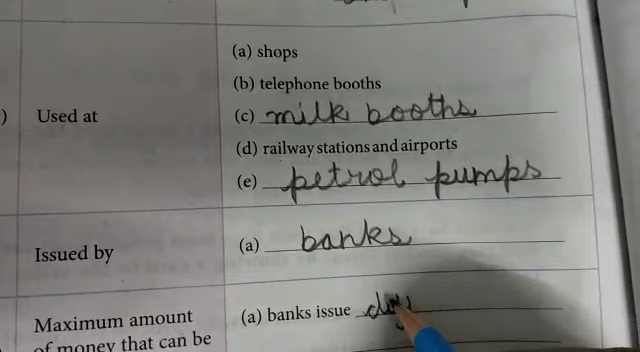 (a) shops
(b) telephone booths
) Used at
(c) milk booths
(d) railway stations and airports
(e) petrol pumps
Issued by
(a) banks
Maximum amount
(a) banks issue
of money that can be